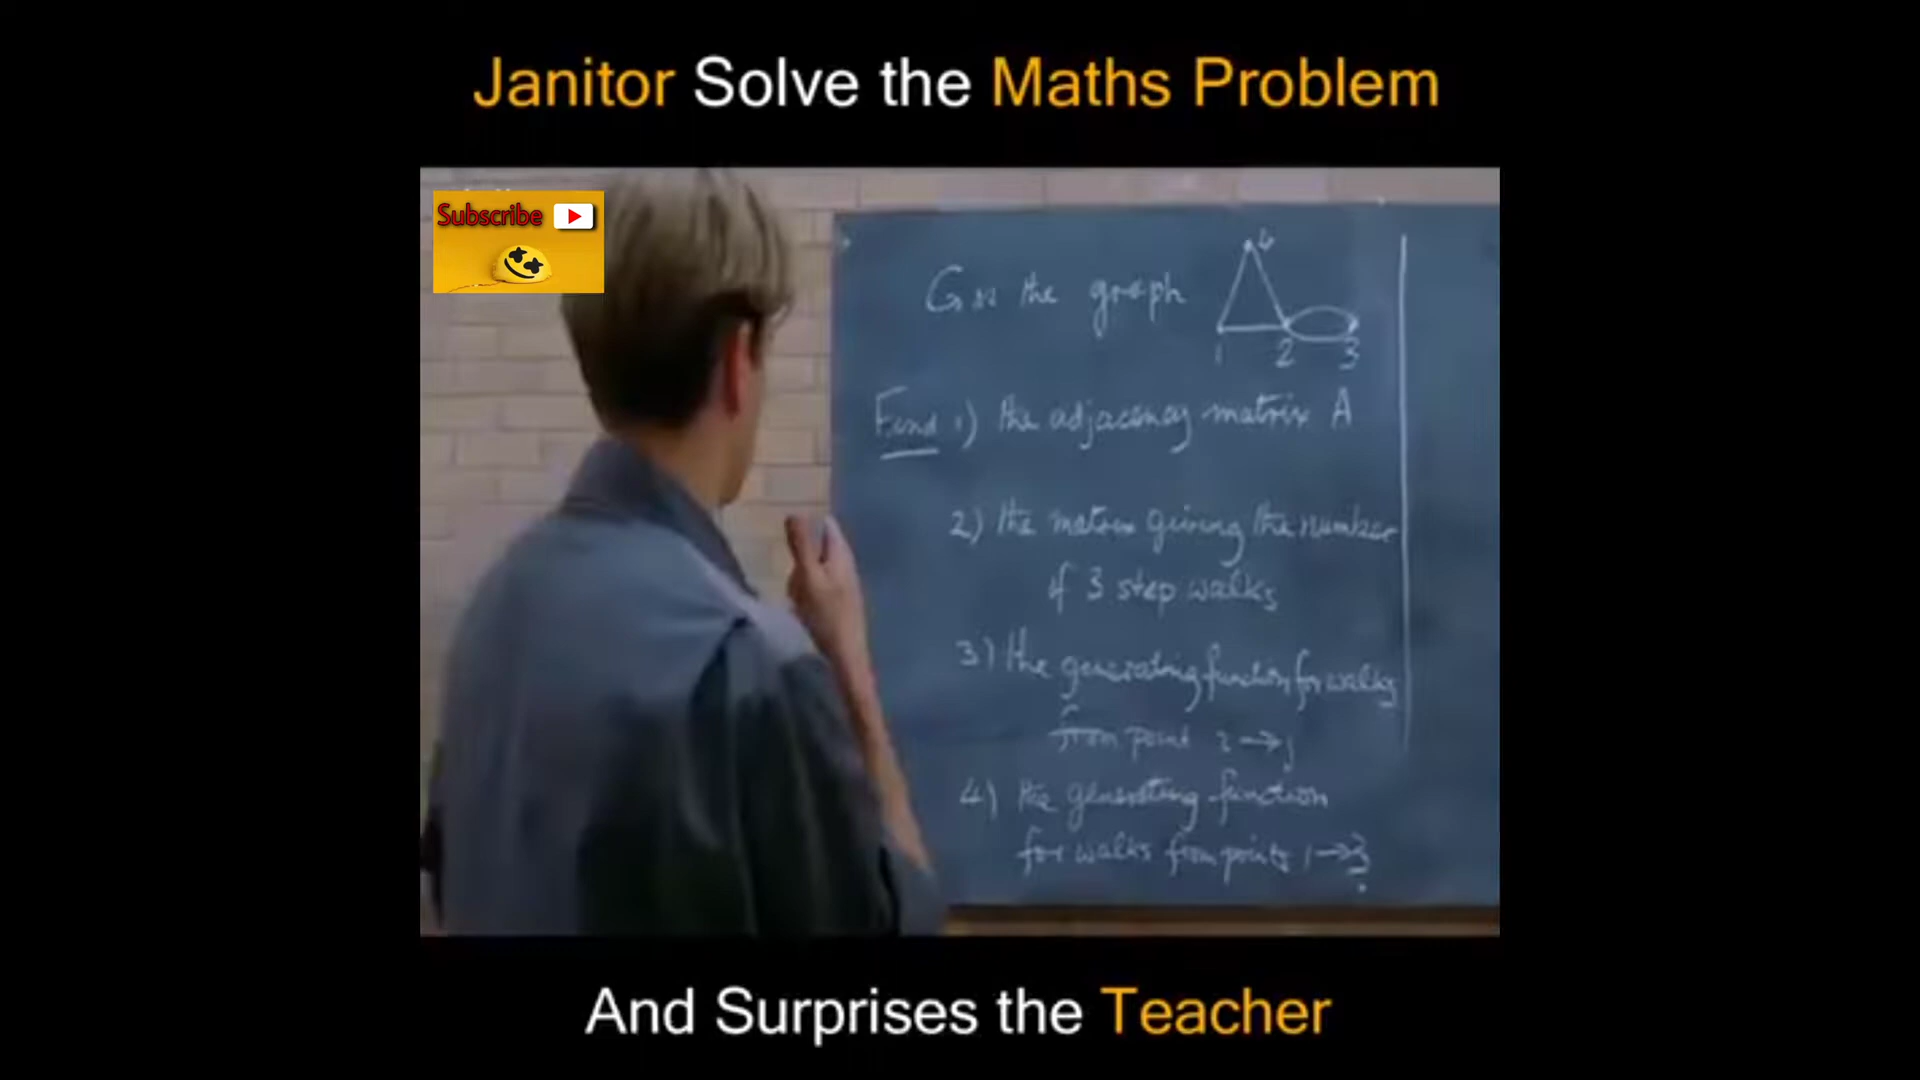 Janitor Solve the Maths Problem
Subscribe
G is the graph
4
1 2 3
Find 1) the adjacency matrix A
2) the matrix giving the number
of 3 step walks
3) the generating function for walks
from point i → j
4) the generating function
for walks from points 1 → 3
And Surprises the Teacher